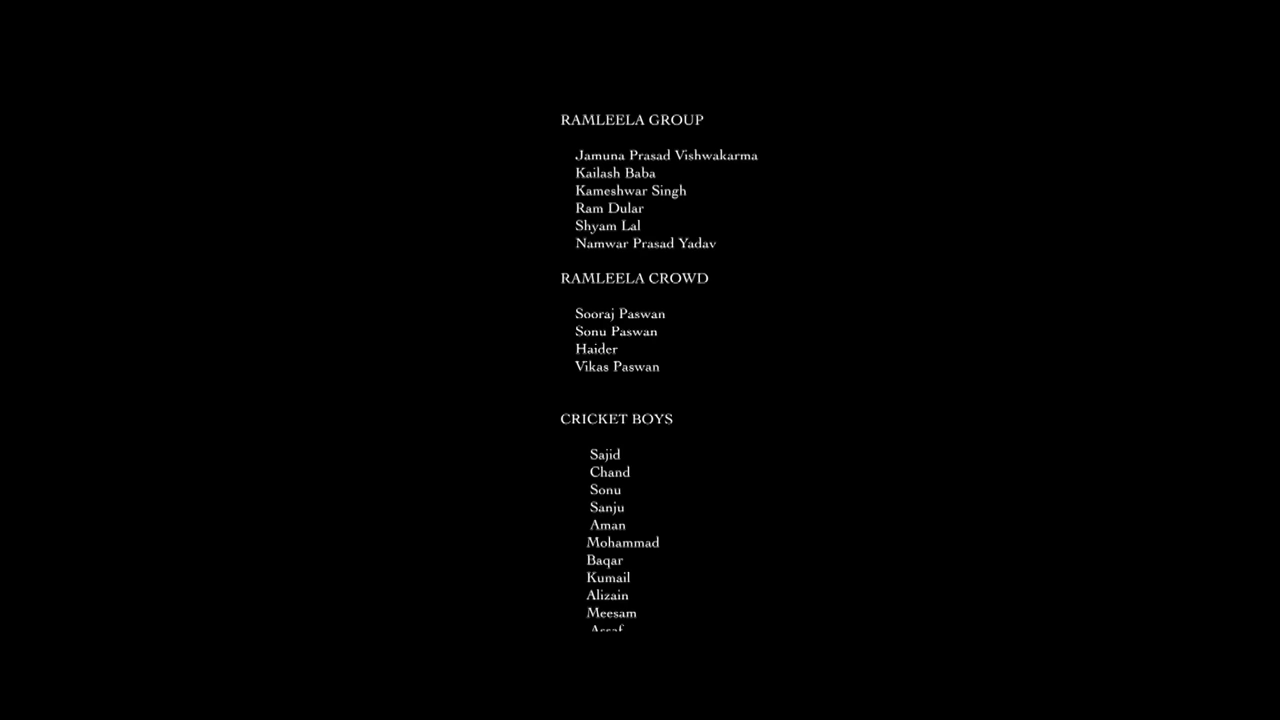 RAMLEELA GROUP
Jamuna Prasad Vishwakarma
Kailash Baba
Kameshwar Singh
Ram Dular
Shyam Lal
Namwar Prasad Yadav
RAMLEELA CROWD
Sooraj Paswan
Sonu Paswan
Haider
Vikas Paswan
CRICKET BOYS
Sajid
Chand
Sonu
Sanju
Aman
Mohammad
Baqar
Kumail
Alizain
Meesam